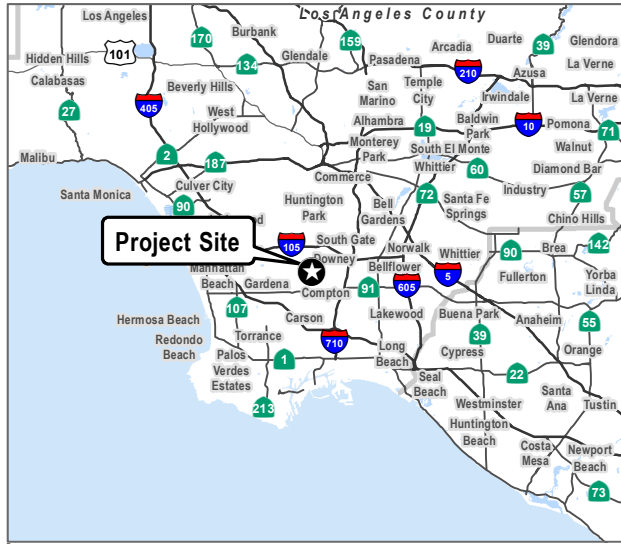 Los Angeles County
Los Angeles
Burbank
170
159
Duarte
39
Glendora
101
Glendale
Arcadia
La Verne
Hidden Hills
134
Pasadena
210
Azusa
Calabasas
Beverly Hills
San
Marino
Temple
City
Irwindale
La Verne
27
405
West
Hollywood
Alhambra
19
Baldwin
Park
10
Pomona
71
Malibu
2
187
Monterey
Park
South El Monte
60
Walnut
Commerce
Whittier
Diamond Bar
Santa Monica
Culver City
90
Huntington
Park
Bell
Gardens
72
Santa Fe
Springs
Industry
57
Chino Hills
Project Site
105
South Gate
Norwalk
Whittier
90
Brea
142
Downey
Manhattan
Beach
Gardena
Compton
Bellflower
91
605
5
Fullerton
Yorba
Linda
107
Carson
Lakewood
Buena Park
Anaheim
55
Hermosa Beach
Redondo
Beach
Torrance
710
Long
Beach
39
Cypress
Orange
Palos
Verdes
Estates
1
Seal
Beach
22
Santa
Ana
Tustin
213
Westminster
Huntington
Beach
Costa
Mesa
Newport
Beach
73